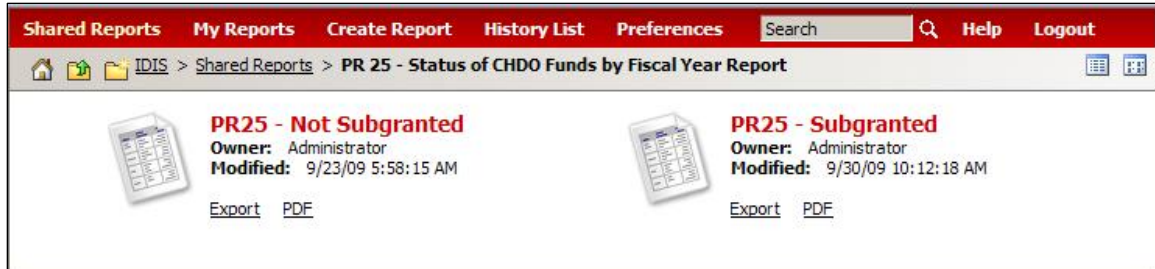 Shared Reports My Reports Create Report History List Preferences Search Help Logout
IDIS > Shared Reports > PR 25 - Status of CHDO Funds by Fiscal Year Report
PR25 - Not Subgranted
Owner: Administrator
Modified: 9/23/09 5:58:15 AM
Export PDF
PR25 - Subgranted
Owner: Administrator
Modified: 9/30/09 10:12:18 AM
Export PDF